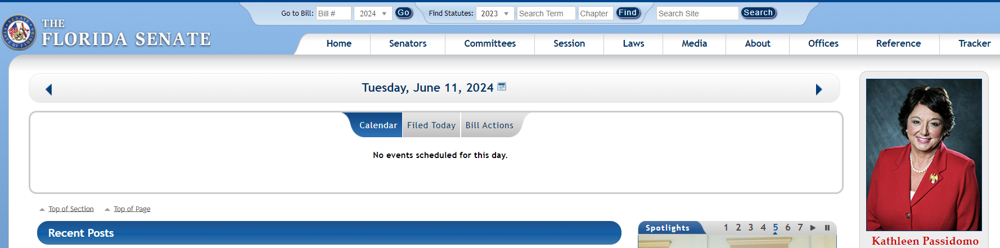 Go to Bill: Bill # 2024 Go Find Statutes: 2023 Search Term Chapter Find Search Site Search
THE
FLORIDA SENATE
Home Senators Committees Session Laws Media About Offices Reference Tracker
Tuesday, June 11, 2024
Calendar Filed Today Bill Actions
No events scheduled for this day.
Top of Section Top of Page
Recent Posts
Spotlights 1 2 3 4 5 6 7
Kathleen Passidomo